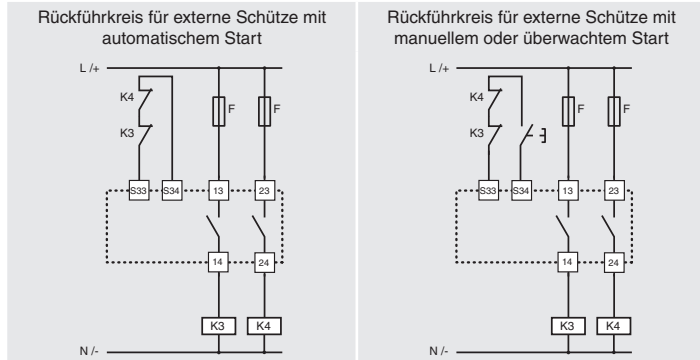 Rückführkreis für externe Schütze mit
automatischem Start
L /+
K4
K3
F
F
S33
S34
13
23
14
24
K3
K4
N /-
Rückführkreis für externe Schütze mit
manuellem oder überwachtem Start
L /+
K4
K3
F
F
S33
S34
13
23
14
24
K3
K4
N /-